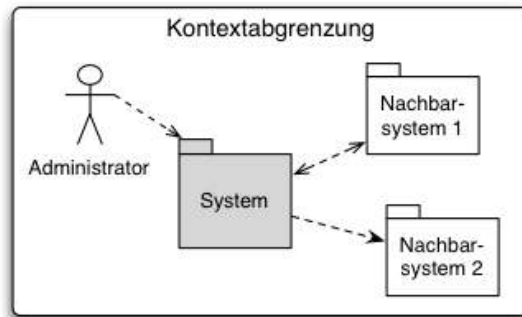 Kontextabgrenzung
Administrator
System
Nachbar-
system 1
Nachbar-
system 2